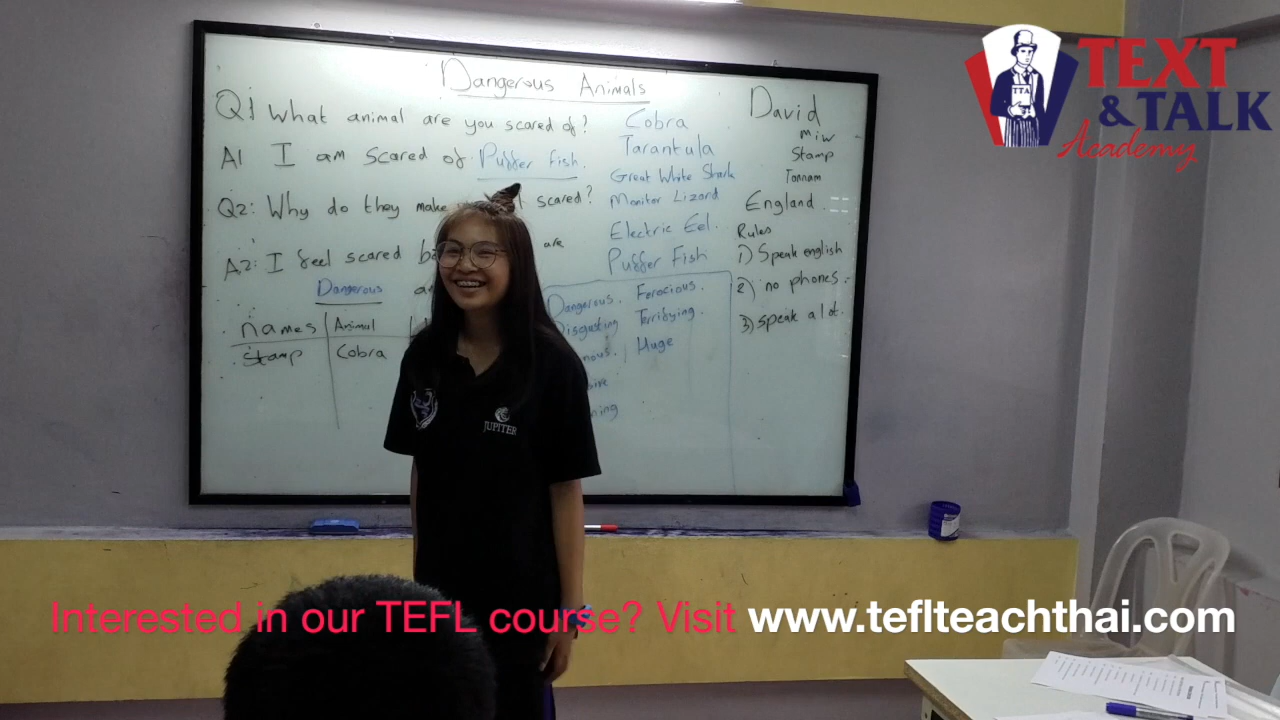 Dangerous Animals
Q1 What animal are you scared of?
A1 I am scared of Puffer fish.
Q2: Why do they make scared?
A2: I feel scared are
Dangerous
names Animal
Stamp Cobra
Cobra
Tarantula
Great White Shark
Monitor Lizard
Electric Eel.
Puffer Fish
Dangerous. Ferocious.
Disgusting Terrifying.
Huge
David
Miw
Stamp
Tannam
England
Rules
1) Speak english
2) no phones.
3) Speak a lot.
JUPITER
TTA
TEXT
& TALK
Academy
Interested in our TEFL course? Visit www.teflteachthai.com